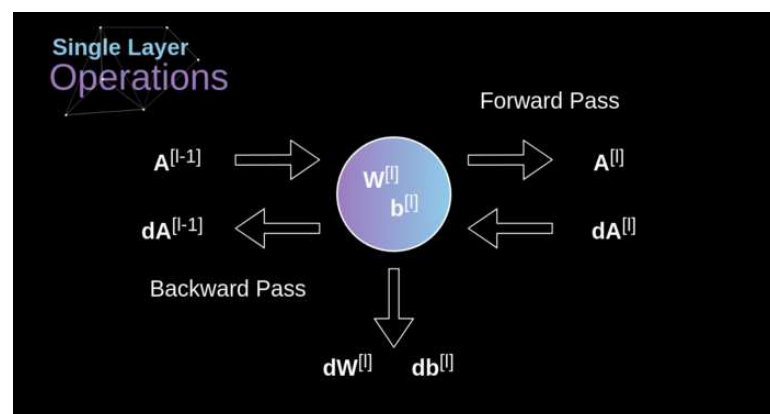 Single Layer
Operations
Forward Pass
A[l-1]
W[l]
b[l]
A[l]
dA[l-1]
dA[l]
Backward Pass
dW[l] db[l]